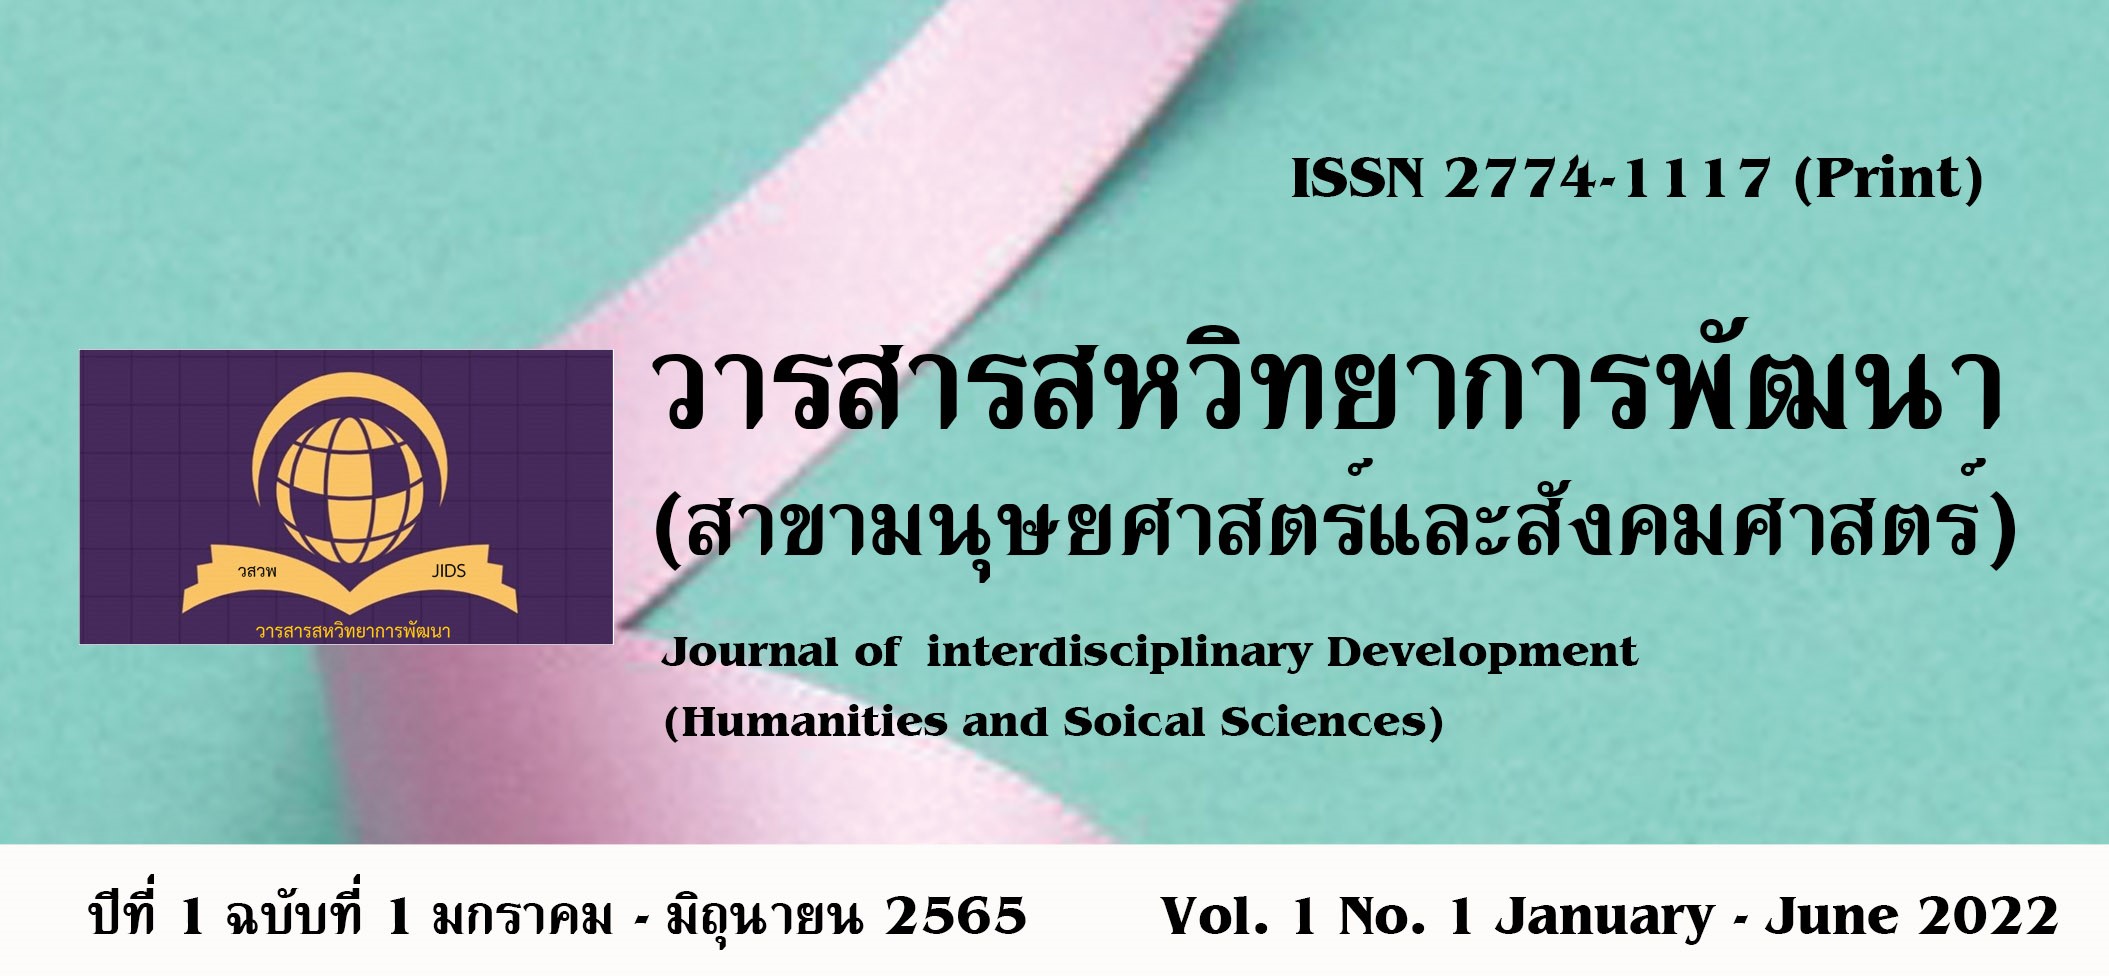 ISSN 2774-1117 (Print)
วารสารสหวิทยาการพัฒนา
(สาขามนุษยศาสตร์และสังคมศาสตร์)
วสวพ JIDS
วารสารสหวิทยาการพัฒนา
Journal of interdisciplinary Development
(Humanities and Soical Sciences)
ปีที่ 1 ฉบับที่ 1 มกราคม - มิถุนายน 2565 Vol. 1 No. 1 January - June 2022